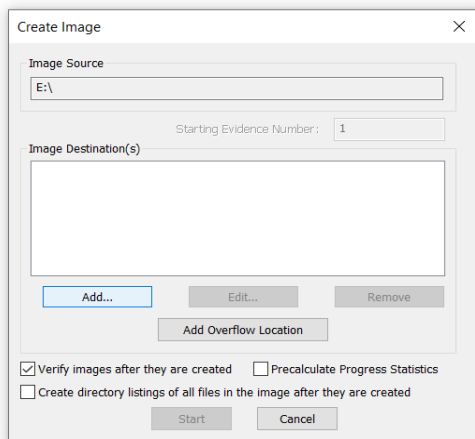 Create Image
Image Source
E:\
Starting Evidence Number: 1
Image Destination(s)
Add... Edit... Remove
Add Overflow Location
Verify images after they are created Precalculate Progress Statistics
Create directory listings of all files in the image after they are created
Start Cancel